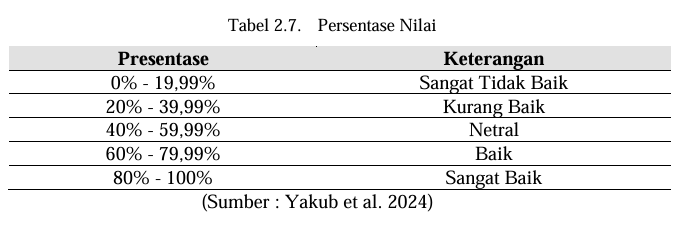 Tabel 2.7. Persentase Nilai
Presentase Keterangan
0% - 19,99% Sangat Tidak Baik
20% - 39,99% Kurang Baik
40% - 59,99% Netral
60% - 79,99% Baik
80% - 100% Sangat Baik
(Sumber : Yakub et al. 2024)